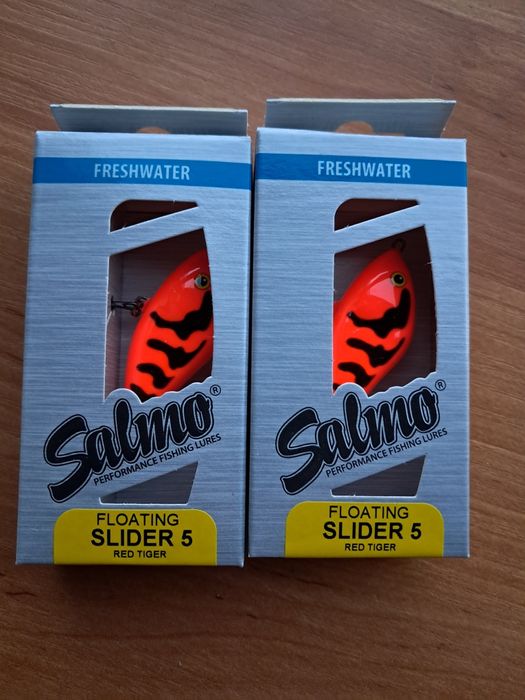 FRESHWATER
Salmo®
PERFORMANCE FISHING LURES
FLOATING
SLIDER 5
RED TIGER
FRESHWATER
Salmo®
PERFORMANCE FISHING LURES
FLOATING
SLIDER 5
RED TIGER